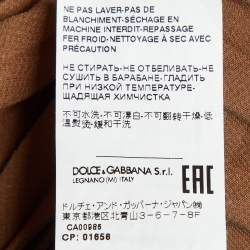 NE PAS LAVER-PAS DE
BLANCHIMENT-SÉCHAGE EN
MACHINE INTERDIT-REPASSAGE
FER FROID-NETTOYAGE À SEC AVEC
PRÉCAUTION
НЕ СТИРАТЬ-НЕ ОТБЕЛИВАТЬ-НЕ
СУШИТЬ В БАРАБАНЕ-ГЛАДИТЬ
ПРИ НИЗКОЙ ТЕМПЕРАТУРЕ-
ЩАДЯЩАЯ ХИМЧИСТКА
不可水洗-不可漂白-不可翻转干燥-低
温熨烫-缓和干洗
DOLCE & GABBANA S.r.l.
LEGNANO (MI) ITALY
EAC
ドルチェ・アンド・ガッバーナ・ジャパン㈱
東京都港区北青山3-5-7-8F
CA00985
CP: 01658